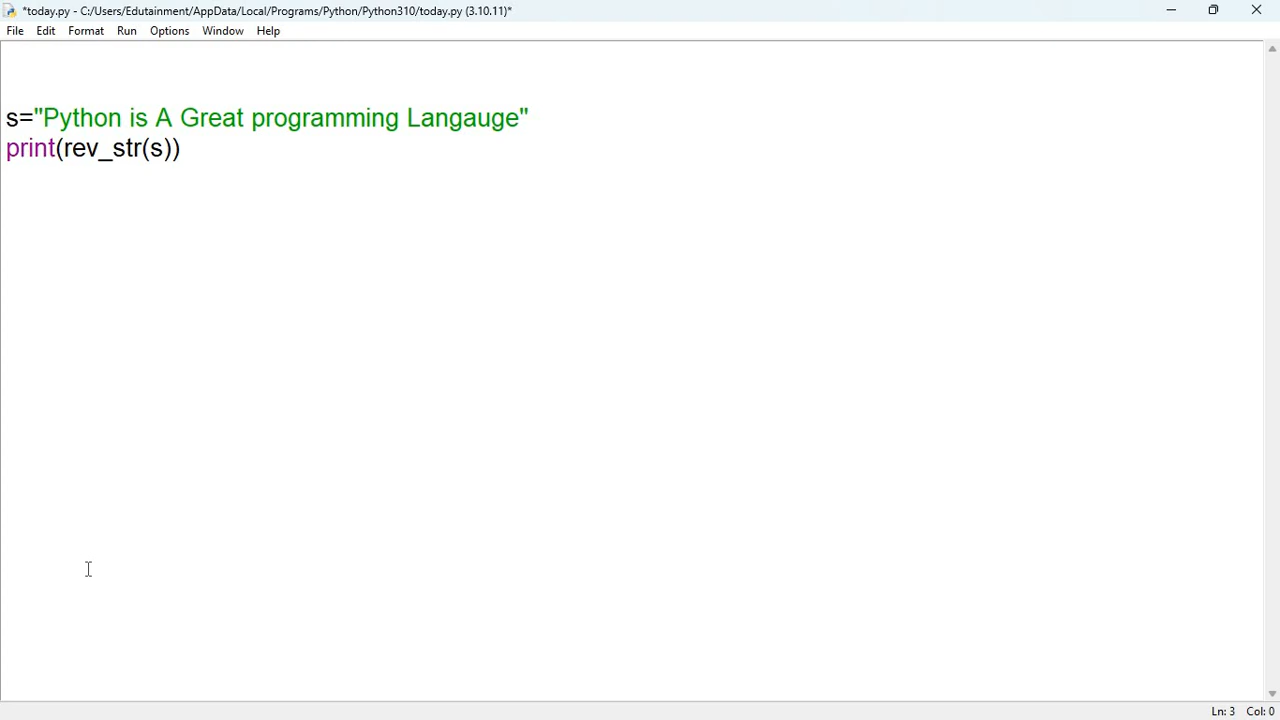 *today.py - C:/Users/Edutainment/AppData/Local/Programs/Python/Python310/today.py (3.10.11)*
File Edit Format Run Options Window Help
s="Python is A Great programming Langauge"
print(rev_str(s))
Ln: 3 Col: 0